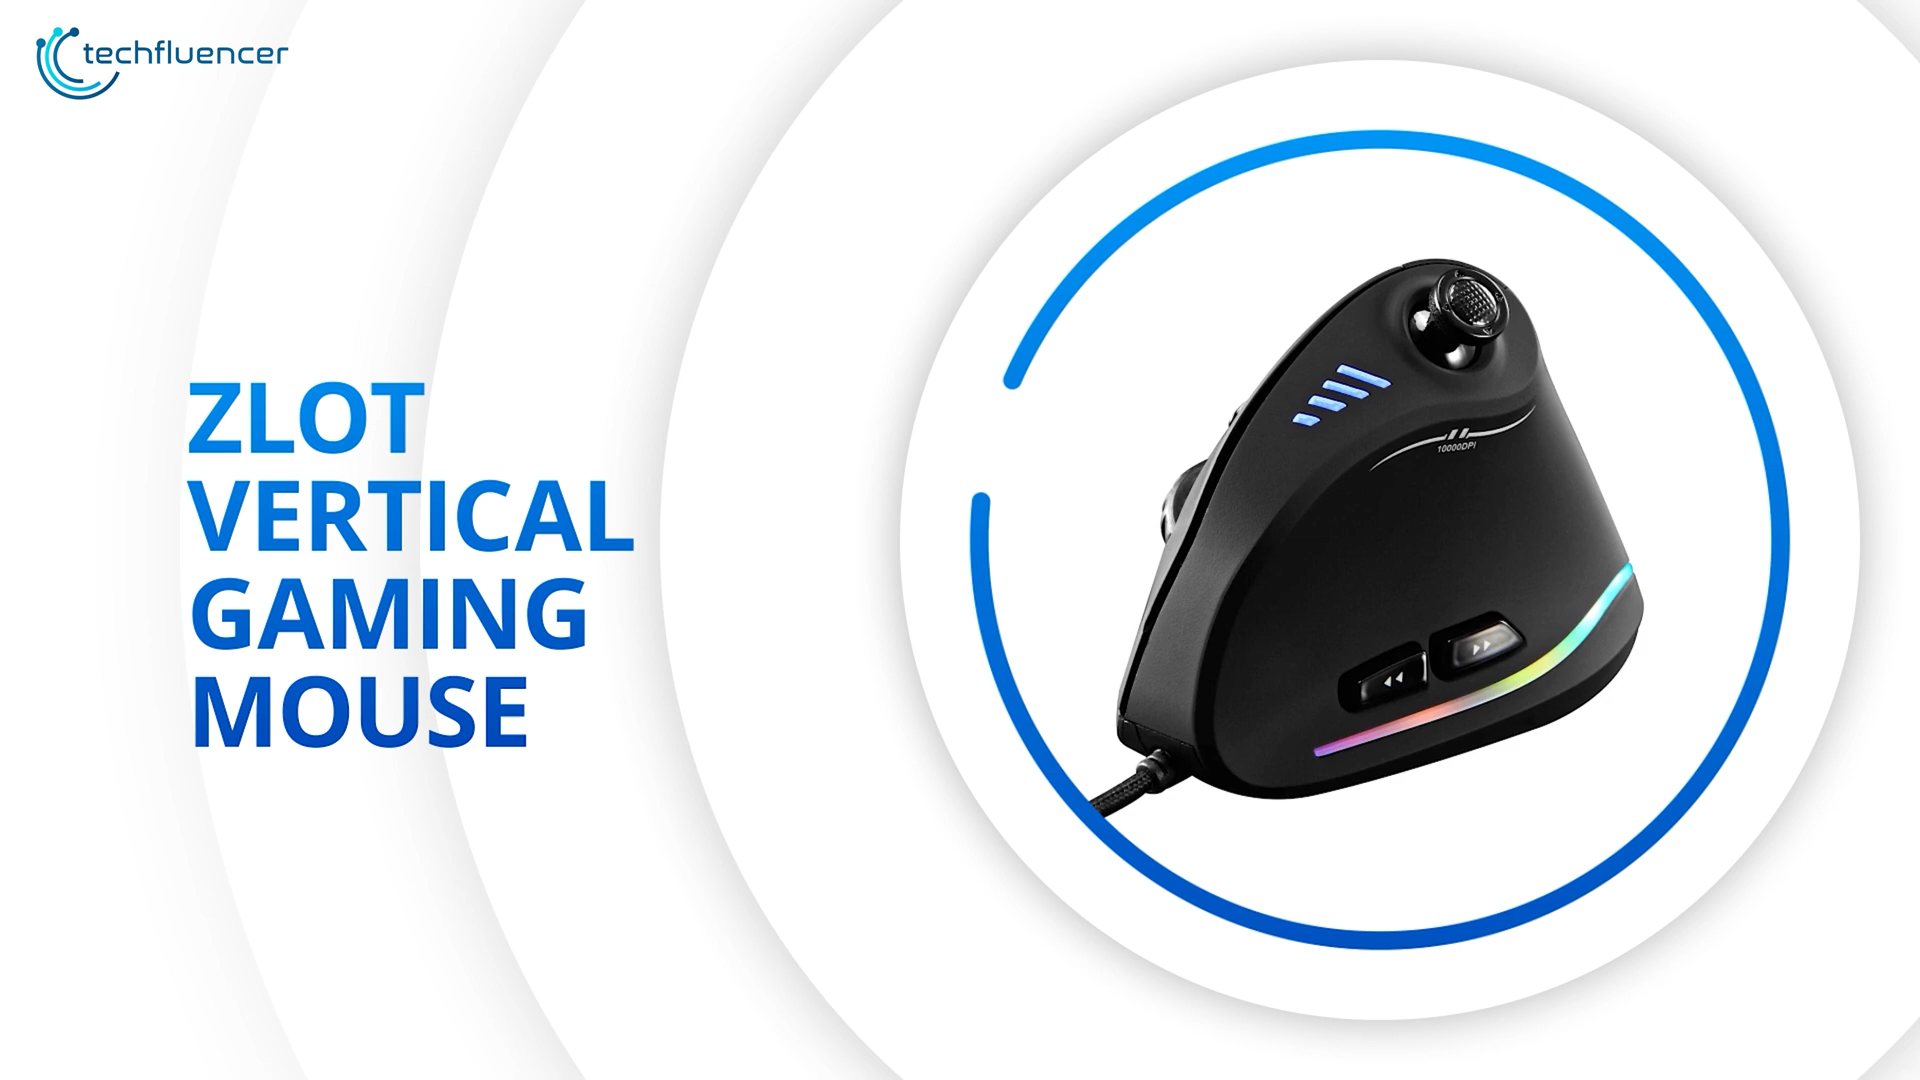 techfluencer
ZLOT
VERTICAL
GAMING
MOUSE
10000DPI